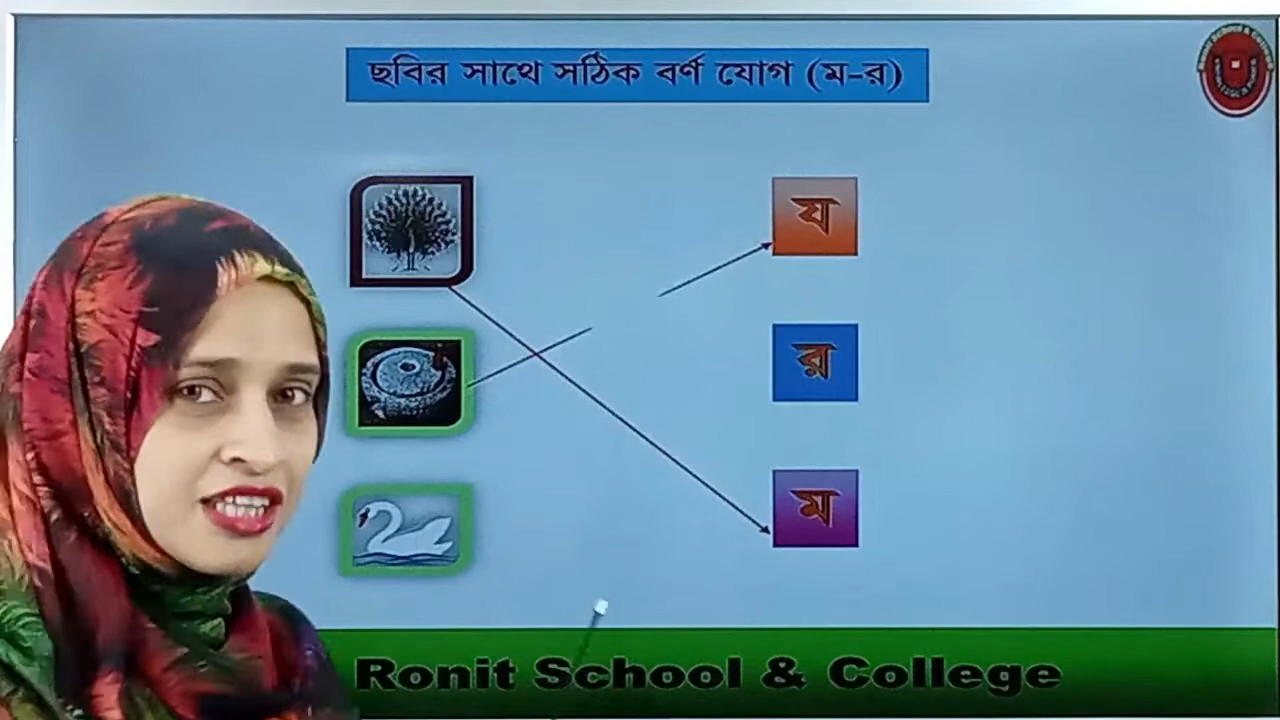 ছবির সাথে সঠিক বর্ণ যোগ (ম-র)
য
র
ম
Ronit School & College